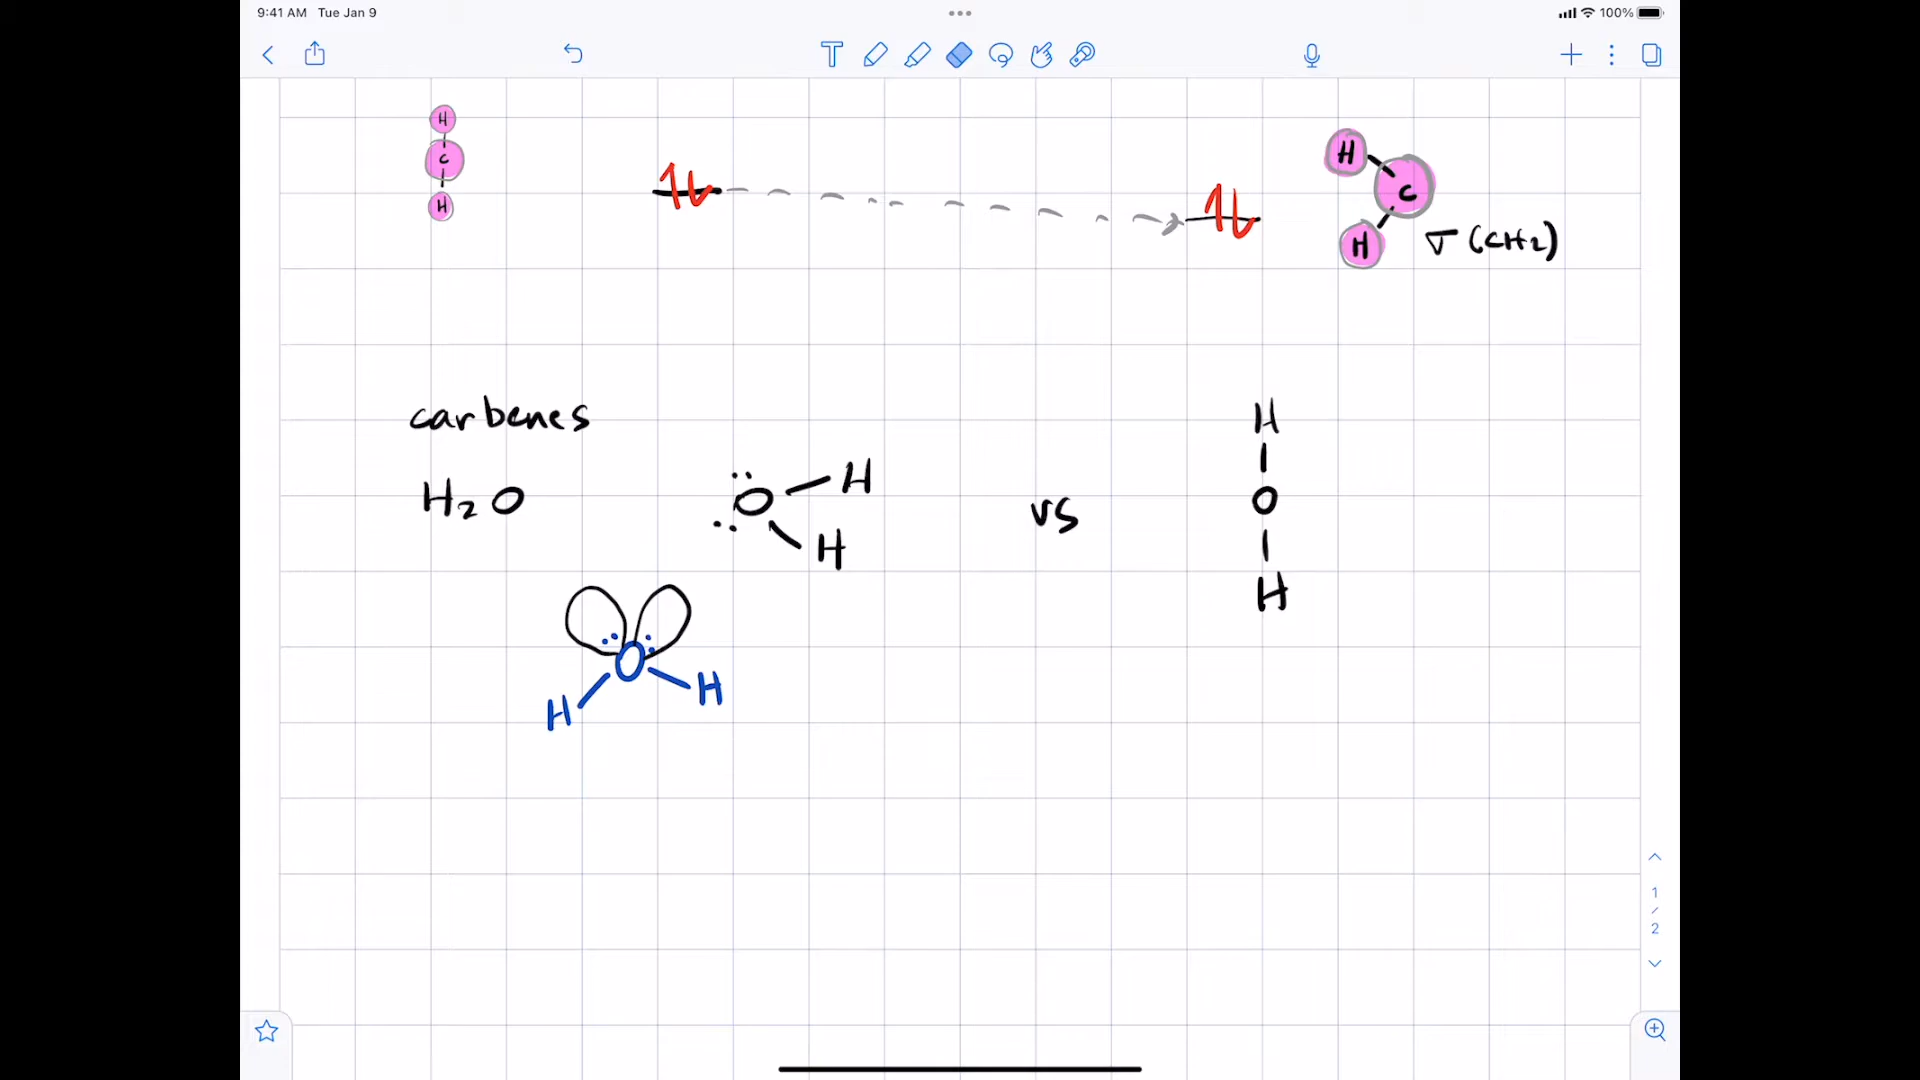 9:41 AM Tue Jan 9
100%
H
C
H
H
C
H
σ (CH2)
carbenes
H2O
O H
H
vs
H
O
H
O
H
H
1
/
2